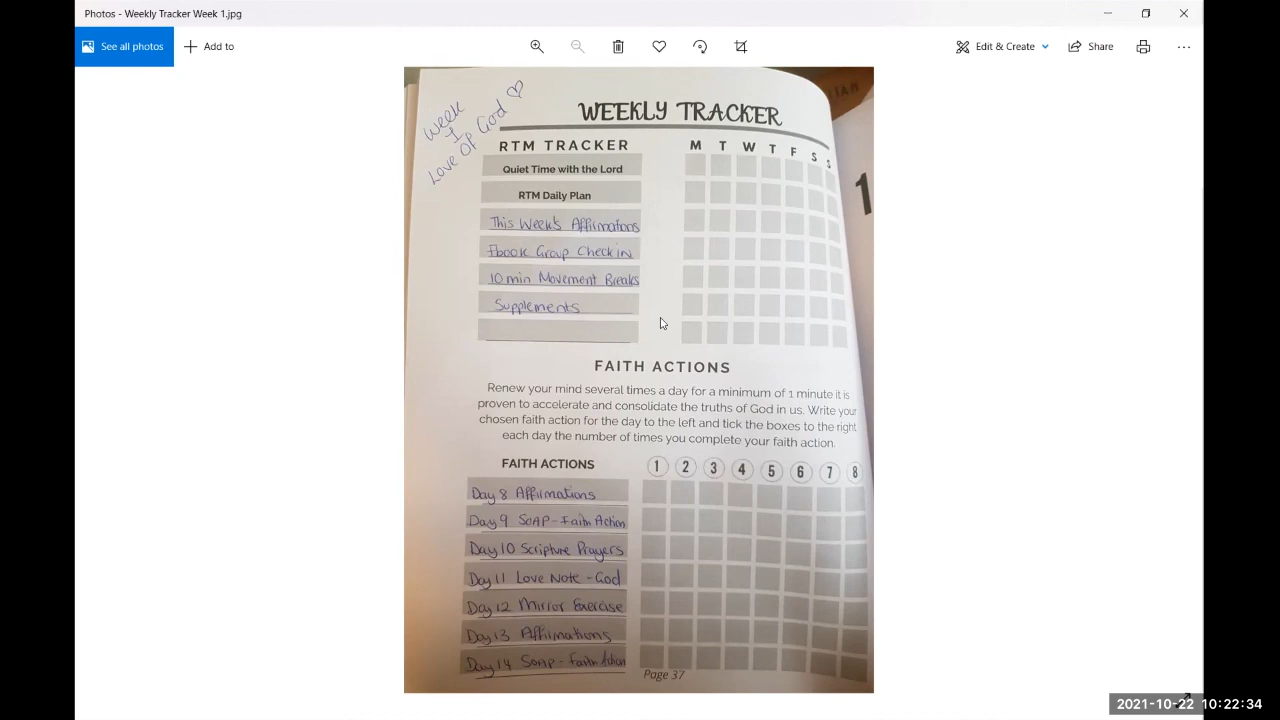 Photos - Weekly Tracker Week 1.jpg
See all photos
Add to
Edit & Create
Share
Week
1
Love Of God
WEEKLY TRACKER
RTM TRACKER
M T W T F S S
Quiet Time with the Lord
RTM Daily Plan
This Week's Affirmations
Fbook Group Check in
10 min Movement Breaks
Supplements
FAITH ACTIONS
Renew your mind several times a day for a minimum of 1 minute it is
proven to accelerate and consolidate the truths of God in us. Write your
chosen faith action for the day to the left and tick the boxes to the right
each day the number of times you complete your faith action.
FAITH ACTIONS
1 2 3 4 5 6 7 8
Day 8 Affirmations
Day 9 SOAP - Faith Action
Day 10 Scripture Prayers
Day 11 Love Note - God
Day 12 Mirror Exercise
Day 13 Affirmations
Day 14 SOAP - Faith Action
Page 37
1
2021-10-22 10:22:34